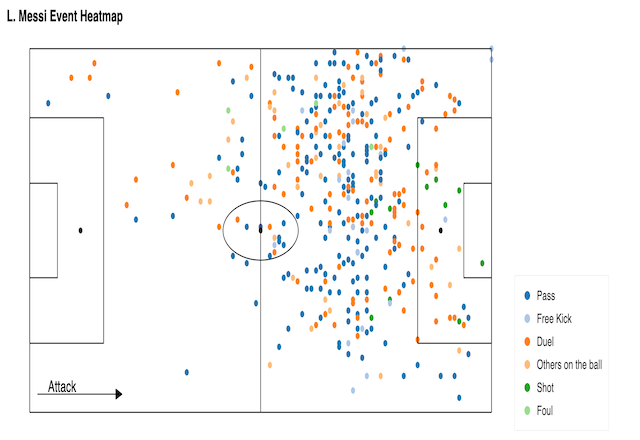 L. Messi Event Heatmap
Attack
Pass
Free Kick
Duel
Others on the ball
Shot
Foul